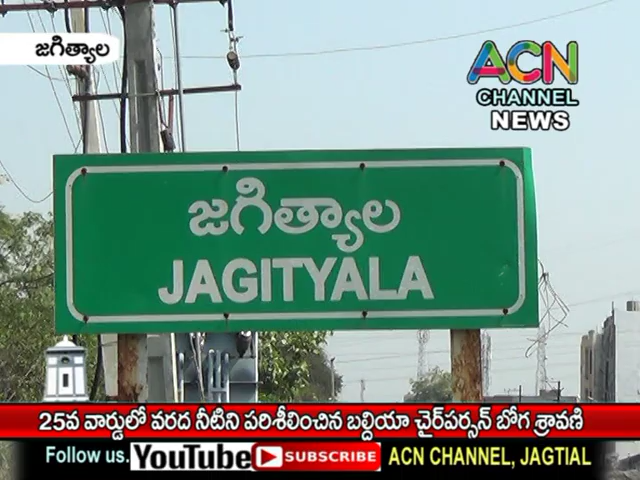 జగిత్యాల
ACN
CHANNEL
NEWS
జగిత్యాల
JAGITYALA
25వ వార్డులో వరద నీటిని పరిశీలించిన బల్దియా చైర్‌పర్సన్ బోగ శ్రావణి
Follow us. YouTube SUBSCRIBE ACN CHANNEL, JAGTIAL